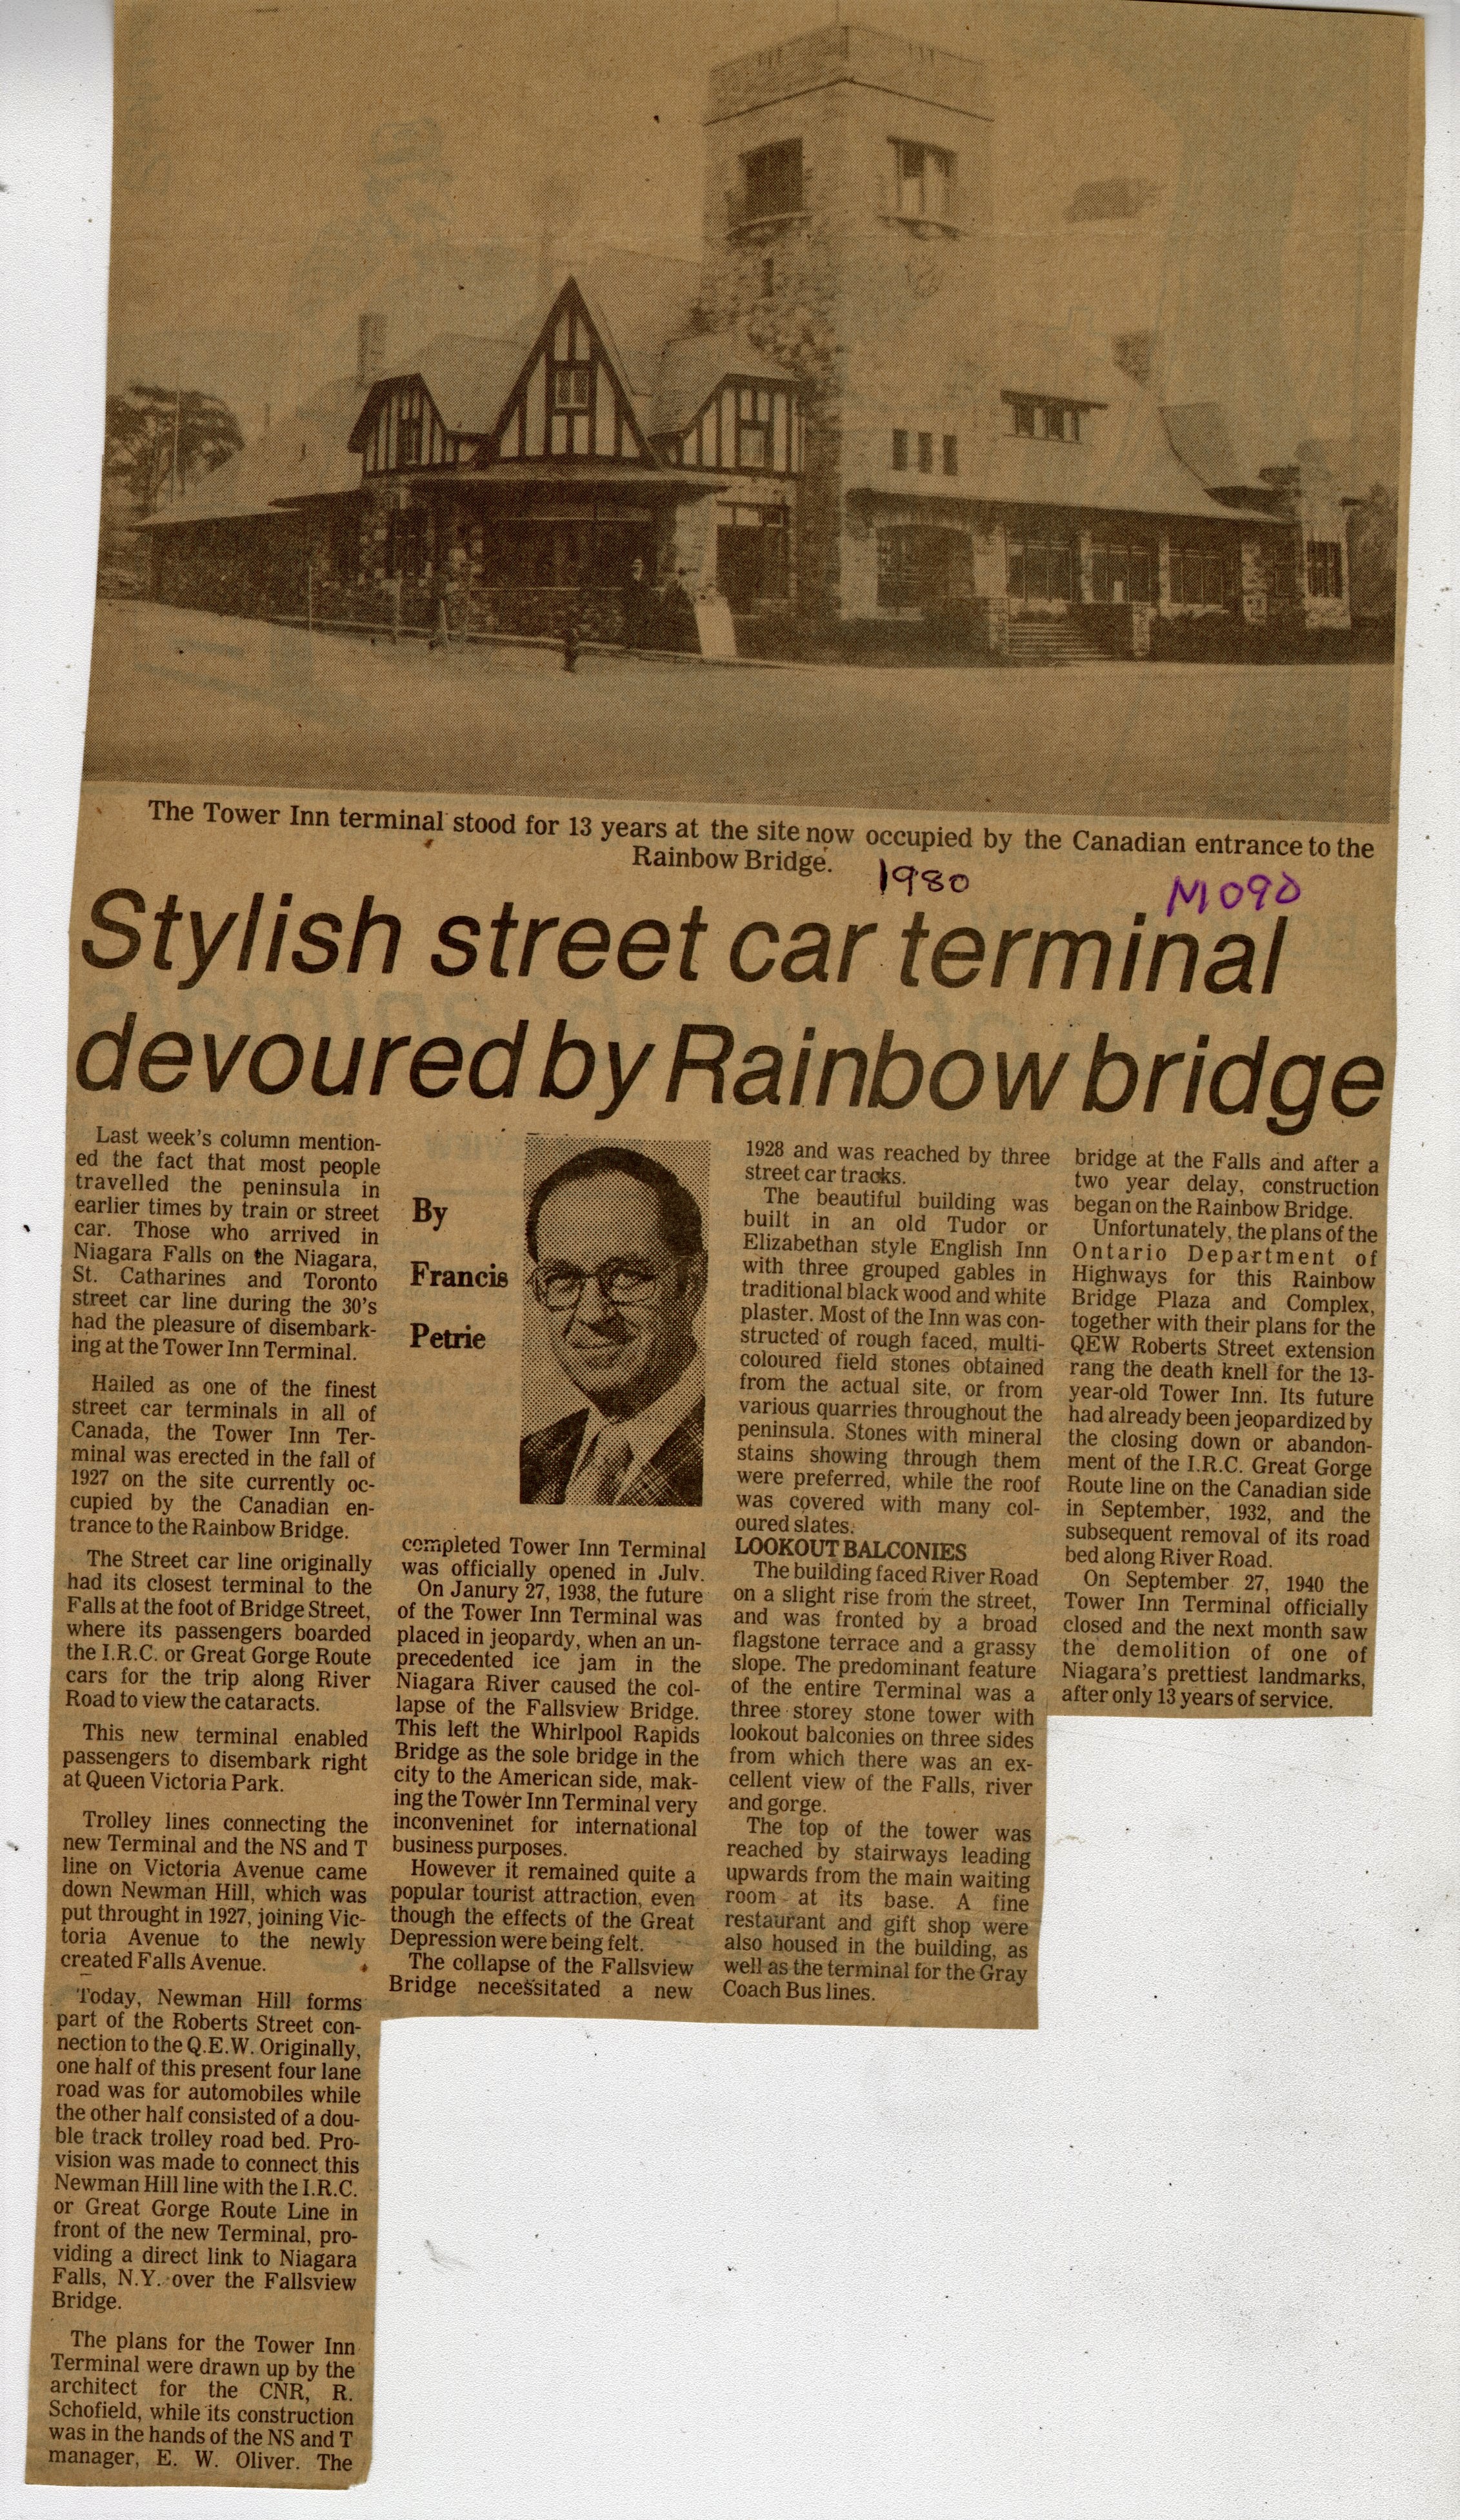 The Tower Inn terminal stood for 13 years at the site now occupied by the Canadian entrance to the
Rainbow Bridge.
1980
M090
Stylish street car terminal
devoured by Rainbow bridge
Last week's column mention-
ed the fact that most people
travelled the peninsula in
earlier times by train or street
car. Those who arrived in
Niagara Falls on the Niagara,
St. Catharines and Toronto
street car line during the 30's
had the pleasure of disembark-
ing at the Tower Inn Terminal.
Hailed as one of the finest
street car terminals in all of
Canada, the Tower Inn Ter-
minal was erected in the fall of
1927 on the site currently oc-
cupied by the Canadian en-
trance to the Rainbow Bridge.
The Street car line originally
had its closest terminal to the
Falls at the foot of Bridge Street,
where its passengers boarded
the I.R.C. or Great Gorge Route
cars for the trip along River
Road to view the cataracts.
This new terminal enabled
passengers to disembark right
at Queen Victoria Park.
Trolley lines connecting the
new Terminal and the NS and T
line on Victoria Avenue came
down Newman Hill, which was
put throught in 1927, joining Vic-
toria Avenue to the newly
created Falls Avenue.
Today, Newman Hill forms
part of the Roberts Street con-
nection to the Q.E.W. Originally,
one half of this present four lane
road was for automobiles while
the other half consisted of a dou-
ble track trolley road bed. Pro-
vision was made to connect this
Newman Hill line with the I.R.C.
or Great Gorge Route Line in
front of the new Terminal, pro-
viding a direct link to Niagara
Falls, N.Y. over the Fallsview
Bridge.
The plans for the Tower Inn
Terminal were drawn up by the
architect for the CNR, R.
Schofield, while its construction
was in the hands of the NS and T
manager, E. W. Oliver. The
By
Francis
Petrie
completed Tower Inn Terminal
was officially opened in July.
On Janury 27, 1938, the future
of the Tower Inn Terminal was
placed in jeopardy, when an un-
precedented ice jam in the
Niagara River caused the col-
lapse of the Fallsview Bridge.
This left the Whirlpool Rapids
Bridge as the sole bridge in the
city to the American side, mak-
ing the Tower Inn Terminal very
inconveninet for international
business purposes.
However it remained quite a
popular tourist attraction, even
though the effects of the Great
Depression were being felt.
The collapse of the Fallsview
Bridge necessitated a new
1928 and was reached by three
street car tracks.
The beautiful building was
built in an old Tudor or
Elizabethan style English Inn
with three grouped gables in
traditional black wood and white
plaster. Most of the Inn was con-
structed of rough faced, multi-
coloured field stones obtained
from the actual site, or from
various quarries throughout the
peninsula. Stones with mineral
stains showing through them
were preferred, while the roof
was covered with many col-
oured slates.
LOOKOUT BALCONIES
The building faced River Road
on a slight rise from the street,
and was fronted by a broad
flagstone terrace and a grassy
slope. The predominant feature
of the entire Terminal was a
three storey stone tower with
lookout balconies on three sides
from which there was an ex-
cellent view of the Falls, river
and gorge.
The top of the tower was
reached by stairways leading
upwards from the main waiting
room at its base. A fine
restaurant and gift shop were
also housed in the building, as
well as the terminal for the Gray
Coach Bus lines.
bridge at the Falls and after a
two year delay, construction
began on the Rainbow Bridge.
Unfortunately, the plans of the
Ontario Department of
Highways for this Rainbow
Bridge Plaza and Complex,
together with their plans for the
QEW Roberts Street extension
rang the death knell for the 13-
year-old Tower Inn. Its future
had already been jeopardized by
the closing down or abandon-
ment of the I.R.C. Great Gorge
Route line on the Canadian side
in September, 1932, and the
subsequent removal of its road
bed along River Road.
On September 27, 1940 the
Tower Inn Terminal officially
closed and the next month saw
the demolition of one of
Niagara's prettiest landmarks,
after only 13 years of service.